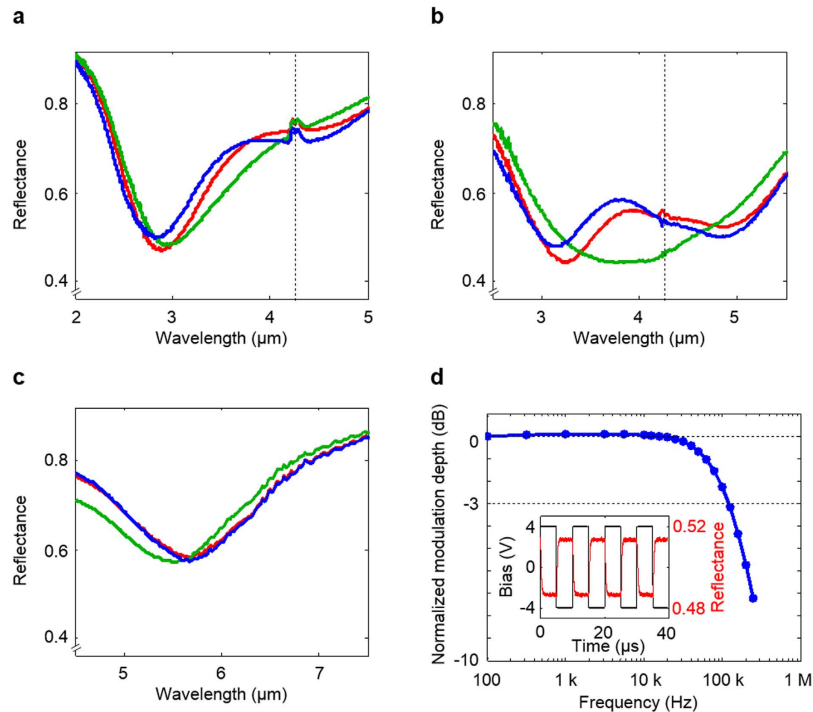 a
Reflectance
0.8
0.6
0.4
2
3
4
5
Wavelength (µm)
b
Reflectance
0.8
0.6
0.4
3
4
5
Wavelength (µm)
c
Reflectance
0.8
0.6
0.4
5
6
7
Wavelength (µm)
d
Normalized modulation depth (dB)
0
-3
-10
100
1 k
10 k
100 k
1 M
Frequency (Hz)
Bias (V)
4
0
-4
0
20
40
Time (µs)
0.52
0.48
Reflectance